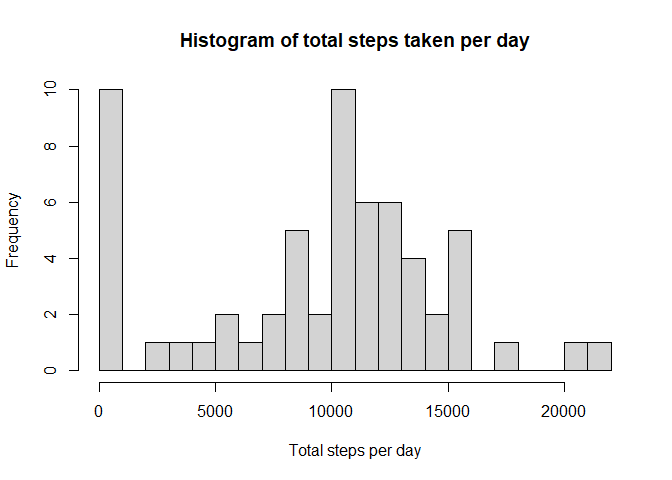 Histogram of total steps taken per day
Frequency
10
8
6
4
2
0
0 5000 10000 15000 20000
Total steps per day